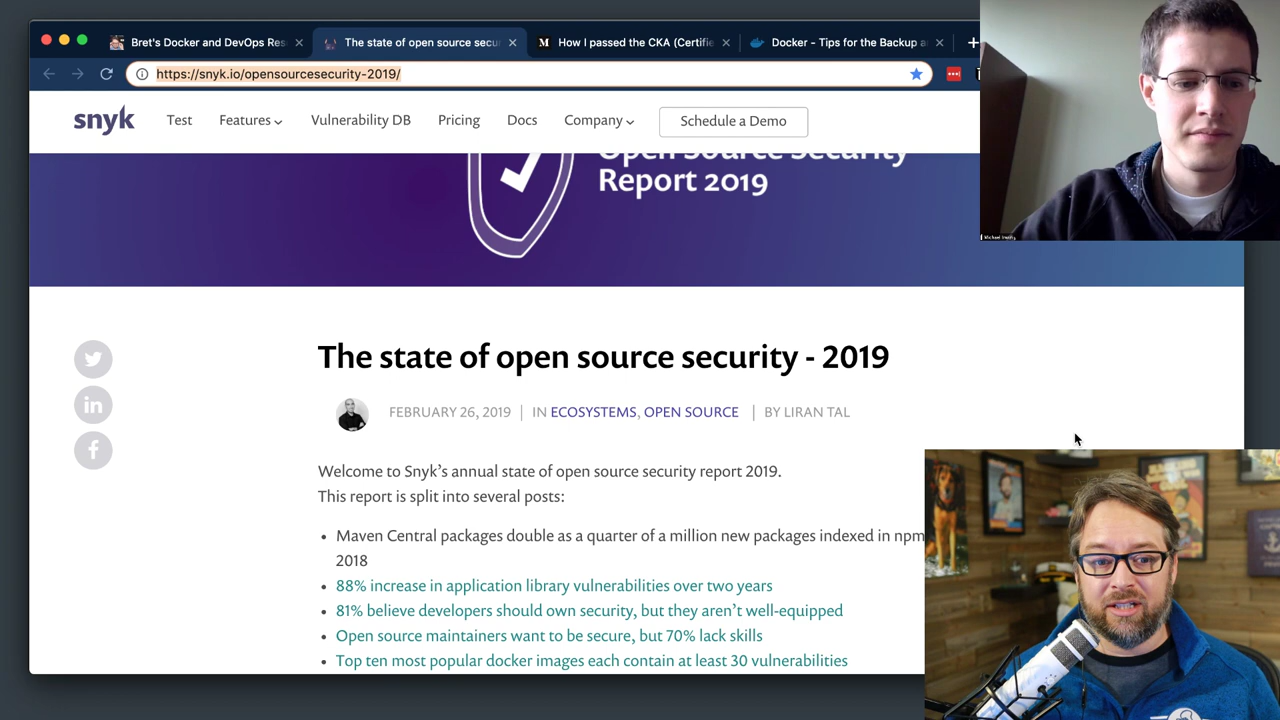 Bret's Docker and DevOps Res
The state of open source secur
How I passed the CKA (Certifie
Docker - Tips for the Backup a
https://snyk.io/opensourcesecurity-2019/
snyk
Test
Features
Vulnerability DB
Pricing
Docs
Company
Schedule a Demo
Open Source Security
Report 2019
The state of open source security - 2019
FEBRUARY 26, 2019 | IN ECOSYSTEMS, OPEN SOURCE | BY LIRAN TAL
Welcome to Snyk's annual state of open source security report 2019.
This report is split into several posts:
• Maven Central packages double as a quarter of a million new packages indexed in npm
2018
• 88% increase in application library vulnerabilities over two years
• 81% believe developers should own security, but they aren't well-equipped
• Open source maintainers want to be secure, but 70% lack skills
• Top ten most popular docker images each contain at least 30 vulnerabilities